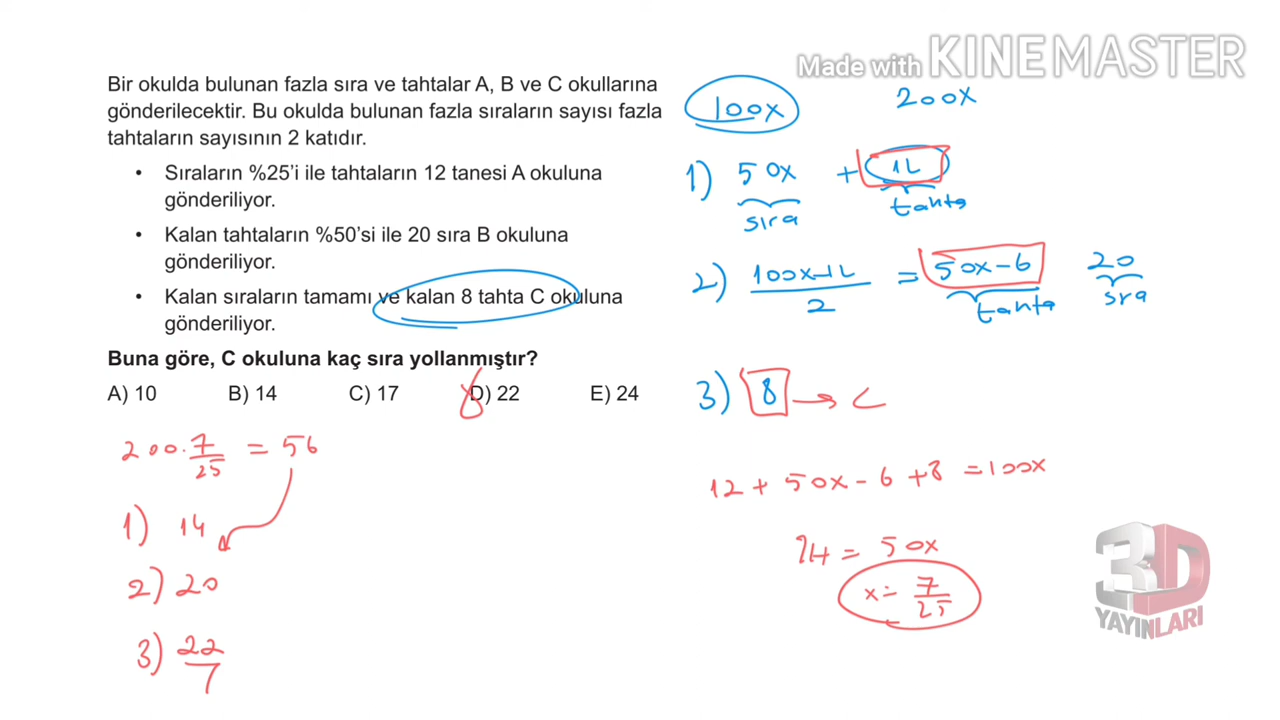 Made with KINEMASTER
Bir okulda bulunan fazla sıra ve tahtalar A, B ve C okullarına
gönderilecektir. Bu okulda bulunan fazla sıraların sayısı fazla
tahtaların sayısının 2 katıdır.
• Sıraların %25'i ile tahtaların 12 tanesi A okuluna
gönderiliyor.
• Kalan tahtaların %50'si ile 20 sıra B okuluna
gönderiliyor.
• Kalan sıraların tamamı ve kalan 8 tahta C okuluna
gönderiliyor.
Buna göre, C okuluna kaç sıra yollanmıştır?
A) 10 B) 14 C) 17 D) 22 E) 24
200·7/25 = 56
1) 14
2) 20
3) 22
100x 200x
1) 50x + 12
sıra tahta
2) 100x-12/2 = 50x-6 20
tahta sıra
3) 8 → C
12 + 50x - 6 + 8 = 100x
14 = 50x
x = 7/25
3D
YAYINLARI